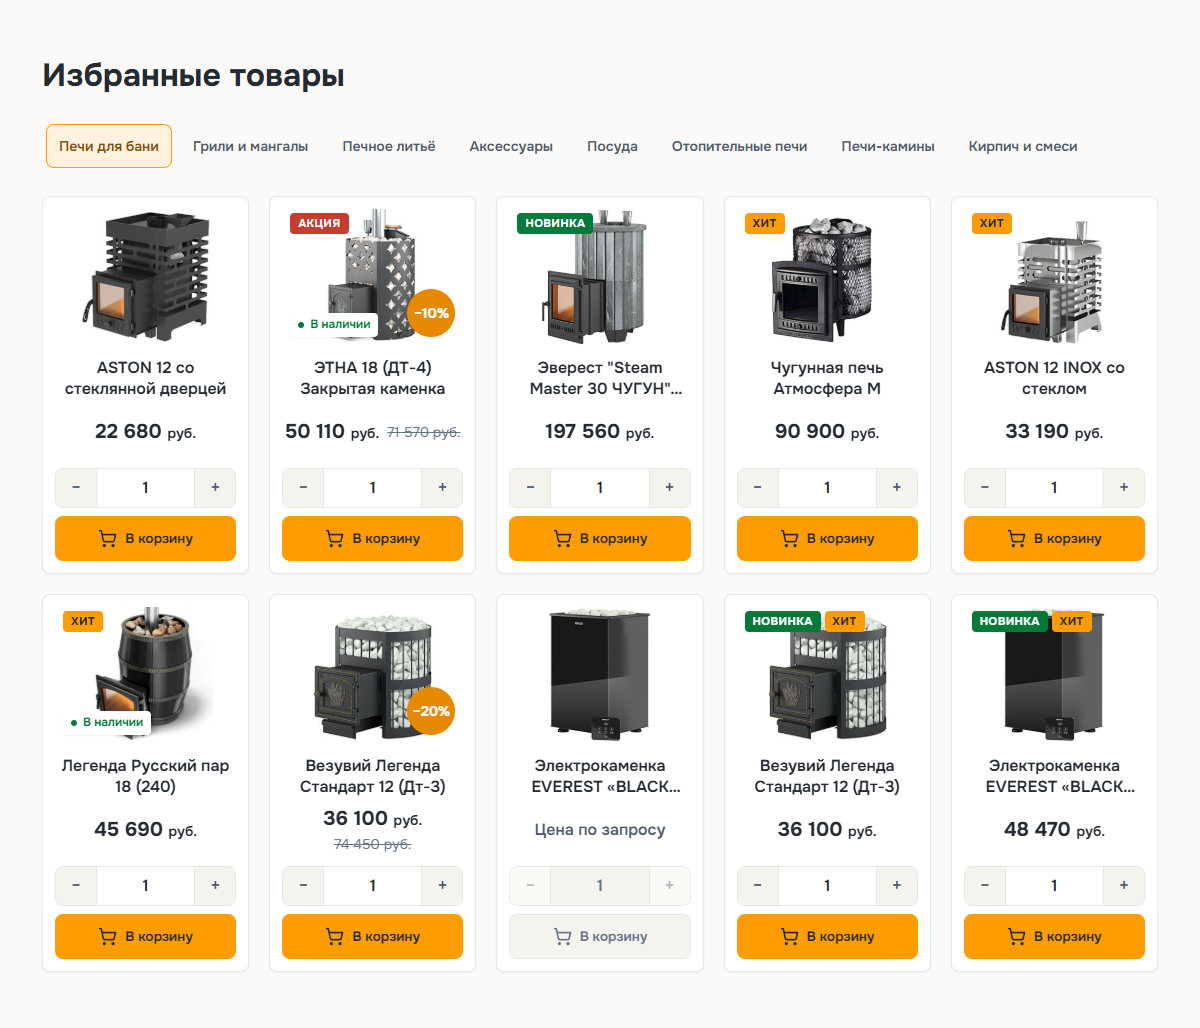 Избранные товары
Печи для бани
Грили и мангалы
Печное литьё
Аксессуары
Посуда
Отопительные печи
Печи-камины
Кирпич и смеси
ASTON 12 со
стеклянной дверцей
22 680 руб.
− 1 +
В корзину
АКЦИЯ
В наличии
−10%
ЭТНА 18 (ДТ-4)
Закрытая каменка
50 110 руб. 71 570 руб.
− 1 +
В корзину
НОВИНКА
Эверест "Steam
Master 30 ЧУГУН"...
197 560 руб.
− 1 +
В корзину
ХИТ
Чугунная печь
Атмосфера М
90 900 руб.
− 1 +
В корзину
ХИТ
ASTON 12 INOX со
стеклом
33 190 руб.
− 1 +
В корзину
ХИТ
В наличии
Легенда Русский пар
18 (240)
45 690 руб.
− 1 +
В корзину
−20%
Везувий Легенда
Стандарт 12 (Дт-3)
36 100 руб.
74 450 руб.
− 1 +
В корзину
Электрокаменка
EVEREST «BLACK...
Цена по запросу
− 1 +
В корзину
НОВИНКА ХИТ
Везувий Легенда
Стандарт 12 (Дт-3)
36 100 руб.
− 1 +
В корзину
НОВИНКА ХИТ
Электрокаменка
EVEREST «BLACK...
48 470 руб.
− 1 +
В корзину